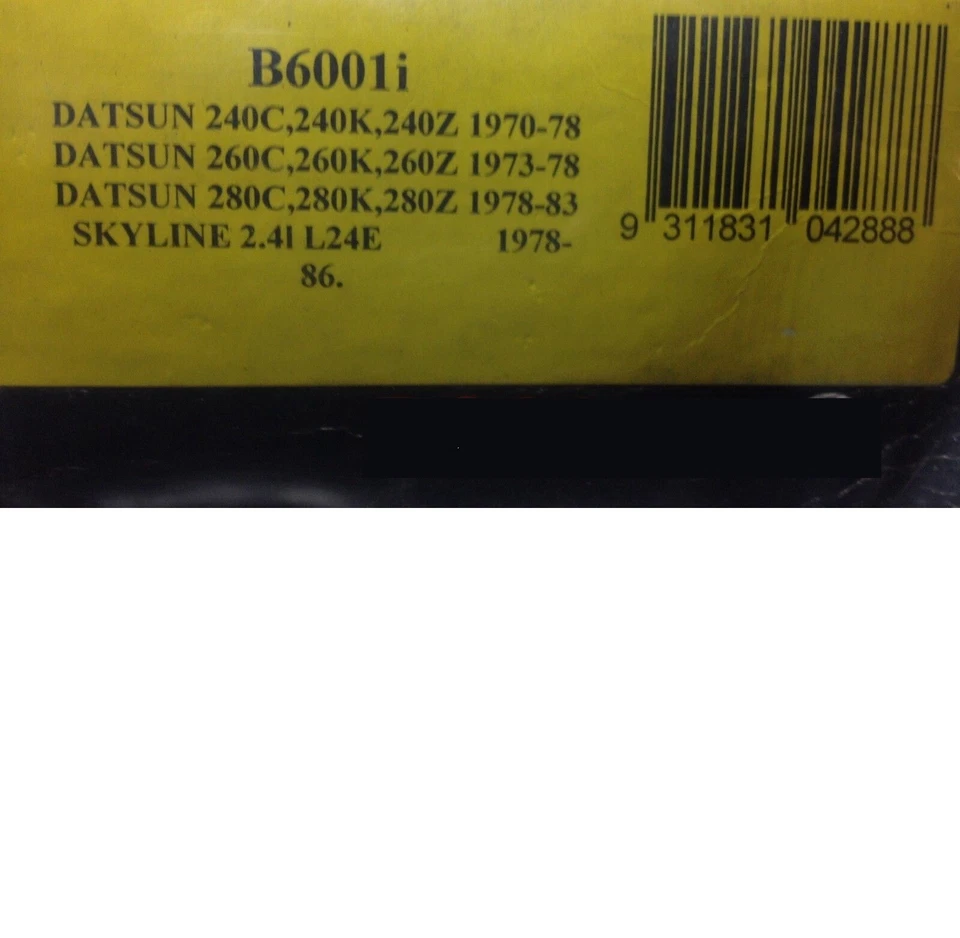 B6001i
DATSUN 240C,240K,240Z 1970-78
DATSUN 260C,260K,260Z 1973-78
DATSUN 280C,280K,280Z 1978-83
SKYLINE 2.4l L24E 1978-
86.
9 311831 042888